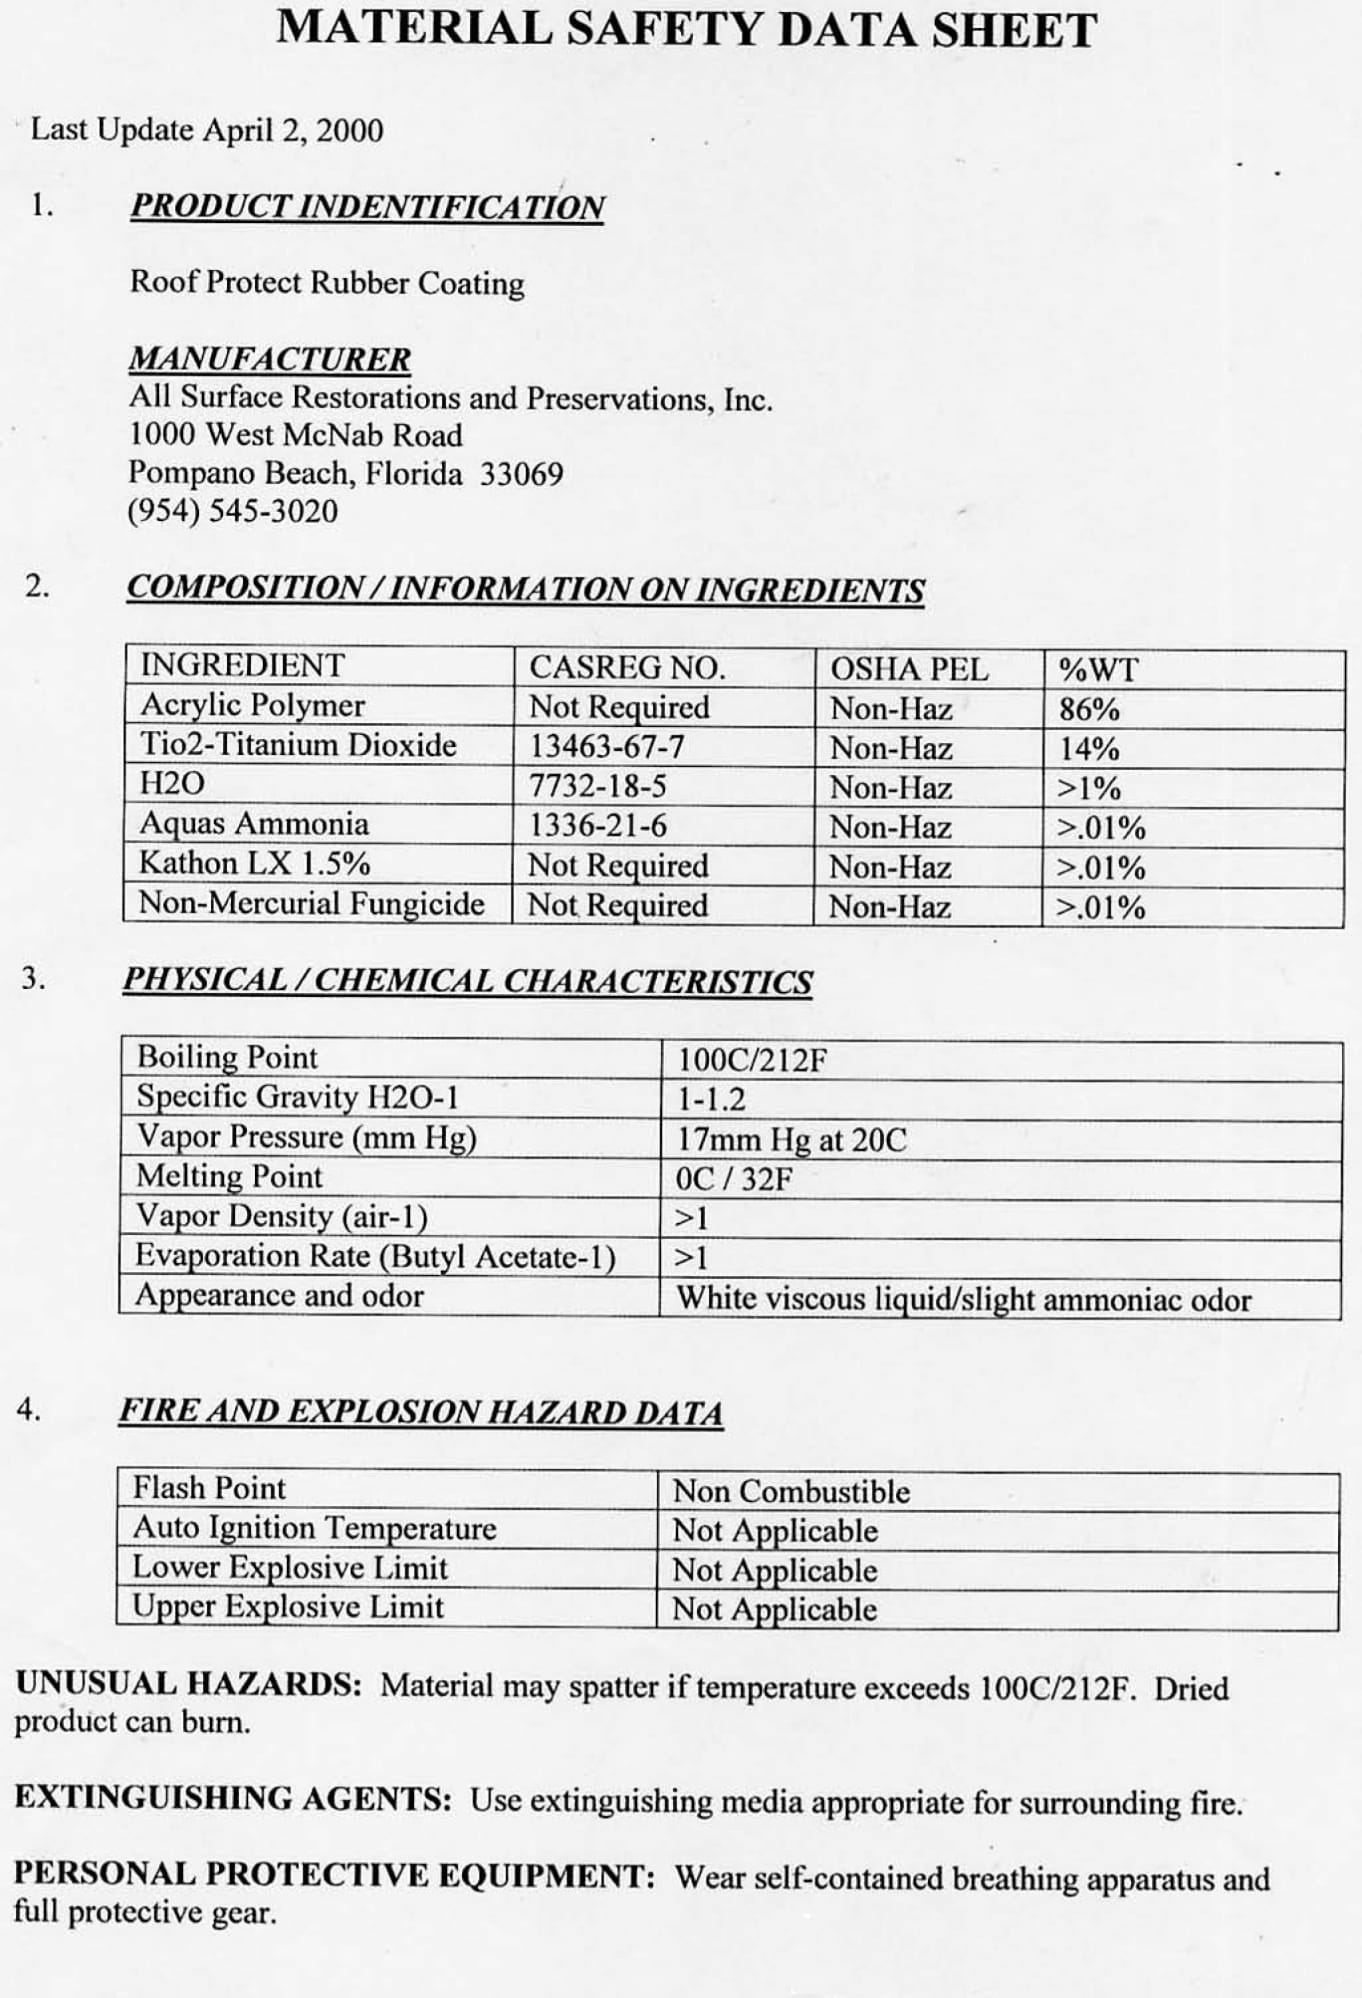 MATERIAL SAFETY DATA SHEET
Last Update April 2, 2000
1. PRODUCT INDENTIFICATION
Roof Protect Rubber Coating
MANUFACTURER
All Surface Restorations and Preservations, Inc.
1000 West McNab Road
Pompano Beach, Florida 33069
(954) 545-3020
2. COMPOSITION / INFORMATION ON INGREDIENTS
INGREDIENT CASREG NO. OSHA PEL %WT
Acrylic Polymer Not Required Non-Haz 86%
Tio2-Titanium Dioxide 13463-67-7 Non-Haz 14%
H2O 7732-18-5 Non-Haz >1%
Aquas Ammonia 1336-21-6 Non-Haz >.01%
Kathon LX 1.5% Not Required Non-Haz >.01%
Non-Mercurial Fungicide Not Required Non-Haz >.01%
3. PHYSICAL / CHEMICAL CHARACTERISTICS
Boiling Point 100C/212F
Specific Gravity H2O-1 1-1.2
Vapor Pressure (mm Hg) 17mm Hg at 20C
Melting Point 0C / 32F
Vapor Density (air-1) >1
Evaporation Rate (Butyl Acetate-1) >1
Appearance and odor White viscous liquid/slight ammoniac odor
4. FIRE AND EXPLOSION HAZARD DATA
Flash Point Non Combustible
Auto Ignition Temperature Not Applicable
Lower Explosive Limit Not Applicable
Upper Explosive Limit Not Applicable
UNUSUAL HAZARDS: Material may spatter if temperature exceeds 100C/212F. Dried
product can burn.
EXTINGUISHING AGENTS: Use extinguishing media appropriate for surrounding fire.
PERSONAL PROTECTIVE EQUIPMENT: Wear self-contained breathing apparatus and
full protective gear.